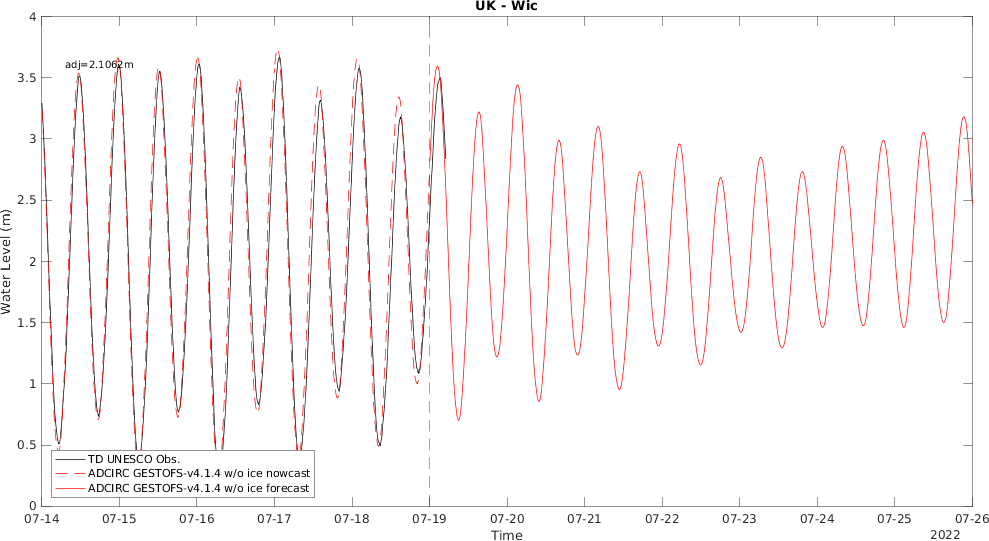 UK - Wic
4
3.5
3
2.5
2
1.5
1
0.5
0
Water Level (m)
adj=2.1062m
TD UNESCO Obs.
ADCIRC GESTOFS-v4.1.4 w/o ice nowcast
ADCIRC GESTOFS-v4.1.4 w/o ice forecast
07-14 07-15 07-16 07-17 07-18 07-19 07-20 07-21 07-22 07-23 07-24 07-25 07-26
Time
2022